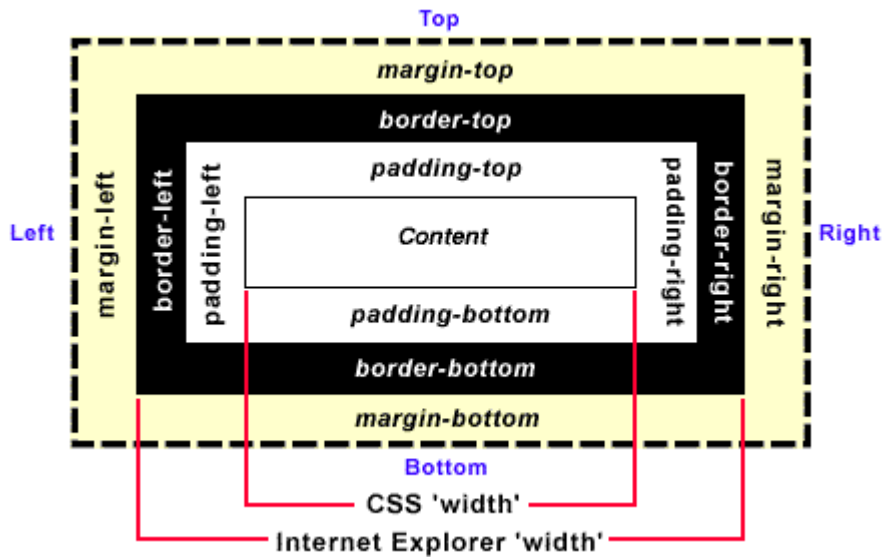 Top
margin-top
border-top
padding-top
Left
margin-left
border-left
padding-left
Content
padding-right
border-right
margin-right
Right
padding-bottom
border-bottom
margin-bottom
Bottom
CSS 'width'
Internet Explorer 'width'